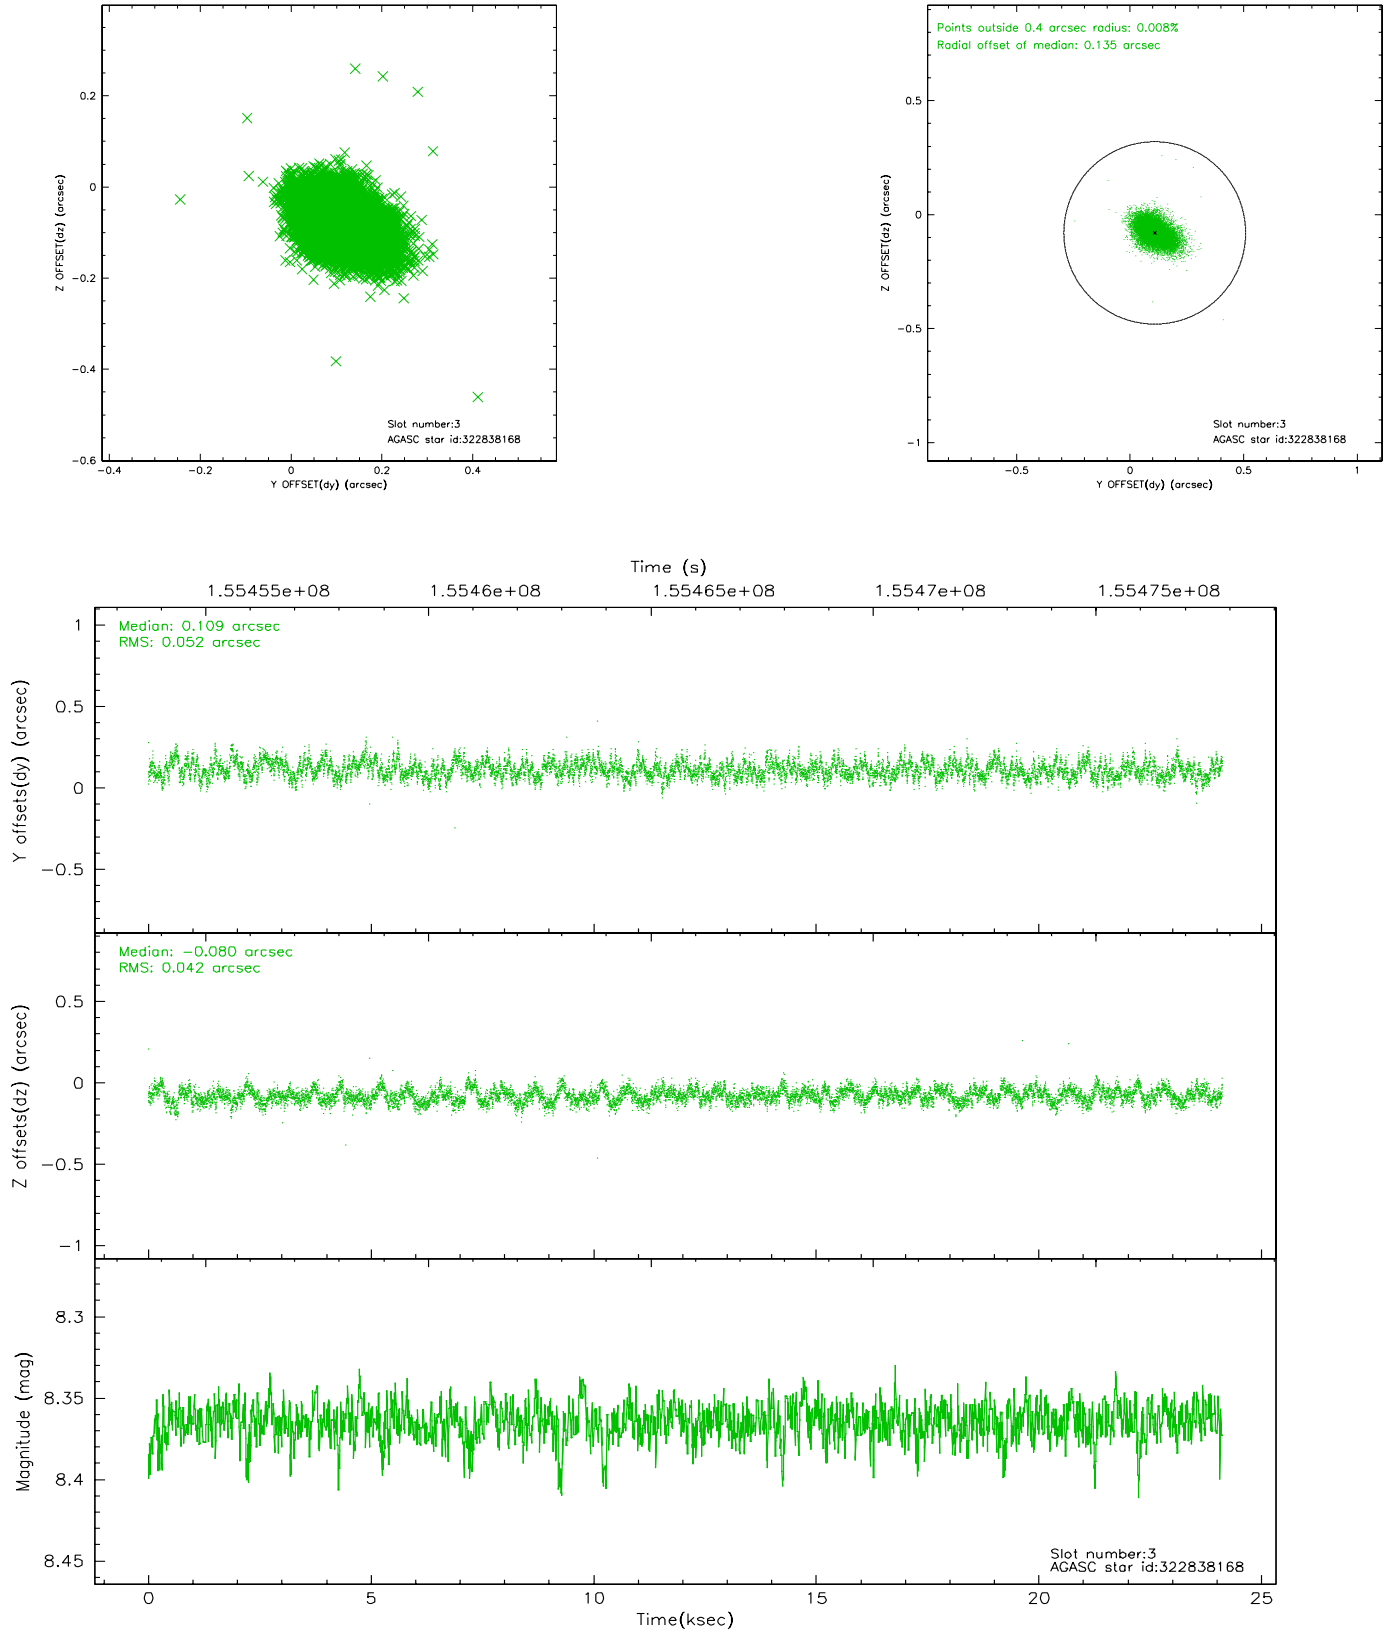 0.2
0
-0.2
-0.4
-0.6
-0.4
-0.2
0
0.2
0.4
Z OFFSET(dz) (arcsec)
Y OFFSET(dy) (arcsec)
Slot number:3
AGASC star id:322838168
Points outside 0.4 arcsec radius: 0.008%
Radial offset of median: 0.135 arcsec
0.5
0
-0.5
-1
-0.5
0
0.5
1
Z OFFSET(dz) (arcsec)
Y OFFSET(dy) (arcsec)
Slot number:3
AGASC star id:322838168
Time (s)
1.55455e+08
1.5546e+08
1.55465e+08
1.5547e+08
1.55475e+08
Median: 0.109 arcsec
RMS: 0.052 arcsec
1
0.5
0
-0.5
Y offsets(dy) (arcsec)
Median: -0.080 arcsec
RMS: 0.042 arcsec
0.5
0
-0.5
-1
Z offsets(dz) (arcsec)
8.3
8.35
8.4
8.45
Magnitude (mag)
Slot number:3
AGASC star id:322838168
0
5
10
15
20
25
Time(ksec)